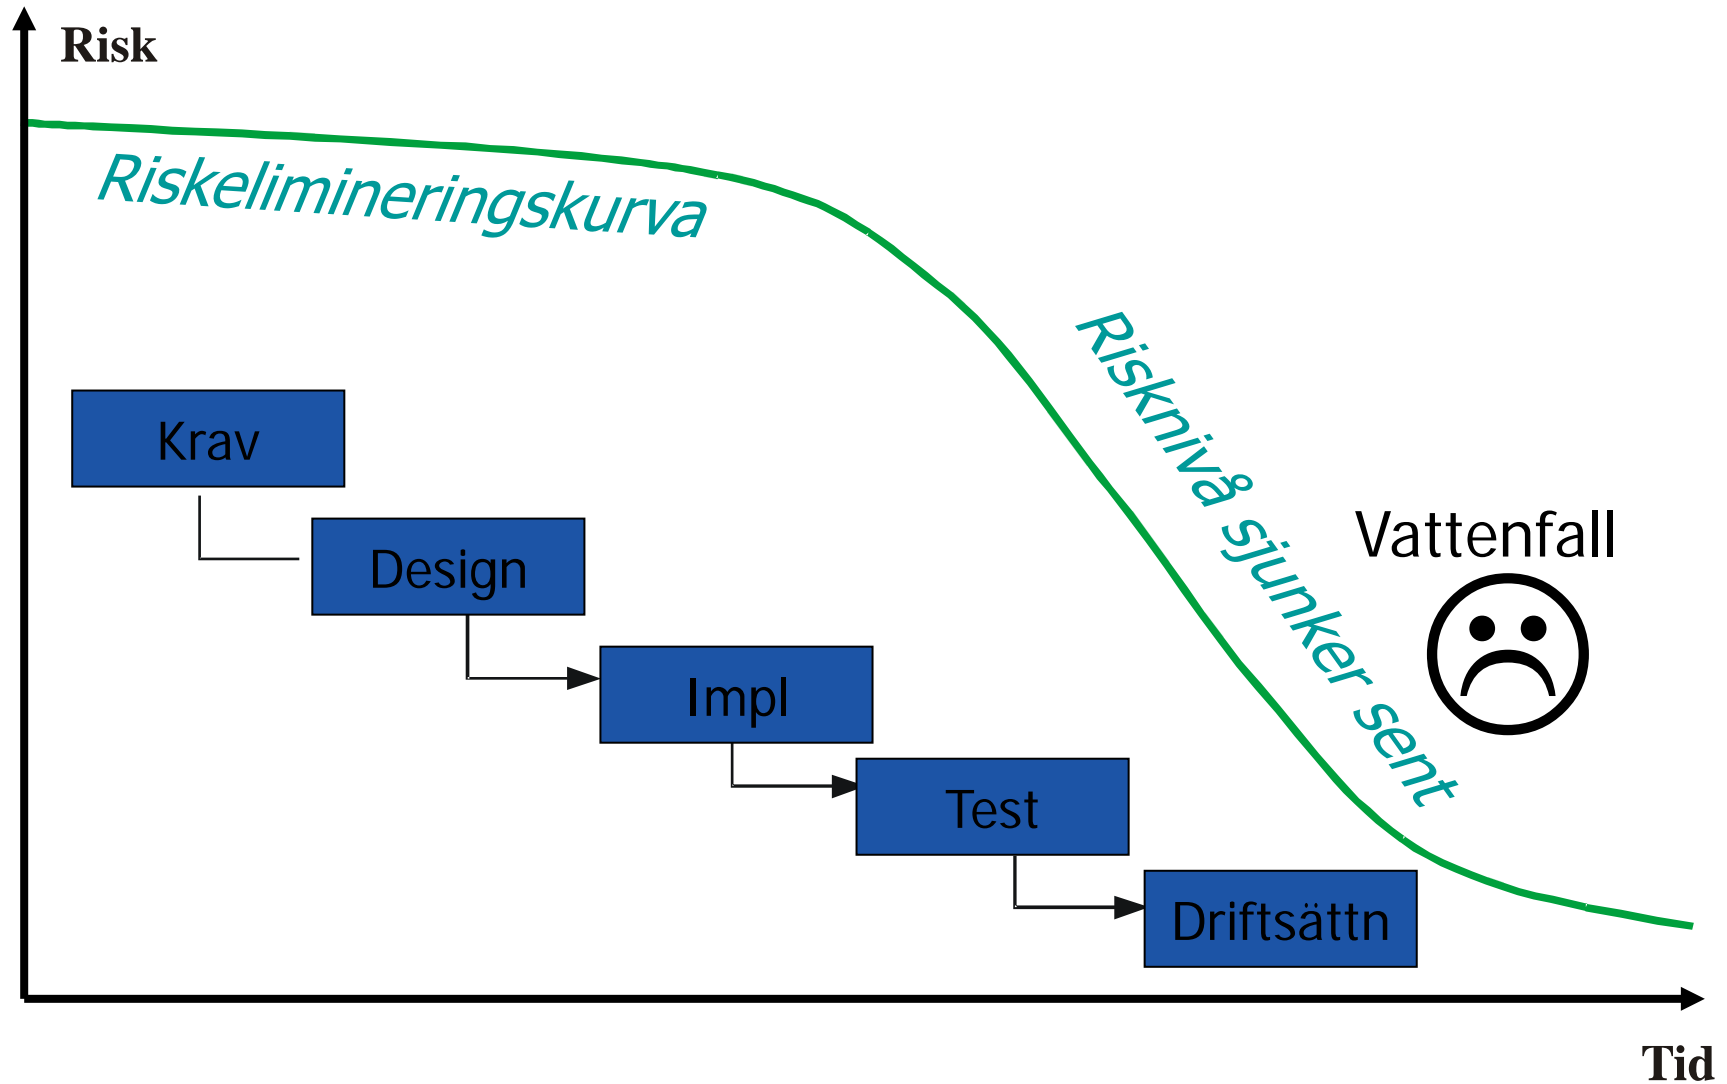 Risk
Riskelimineringskurva
Risknivå sjunker sent
Krav
Design
Vattenfall
Impl
Test
Driftsättn
Tid